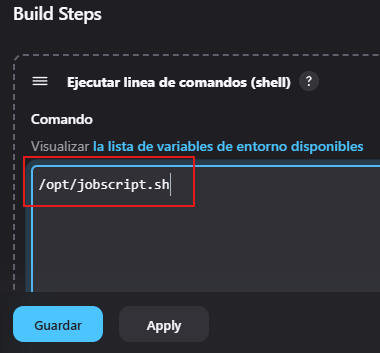 Build Steps
Ejecutar linea de comandos (shell) ?
Comando
Visualizar la lista de variables de entorno disponibles
/opt/jobscript.sh
Guardar
Apply